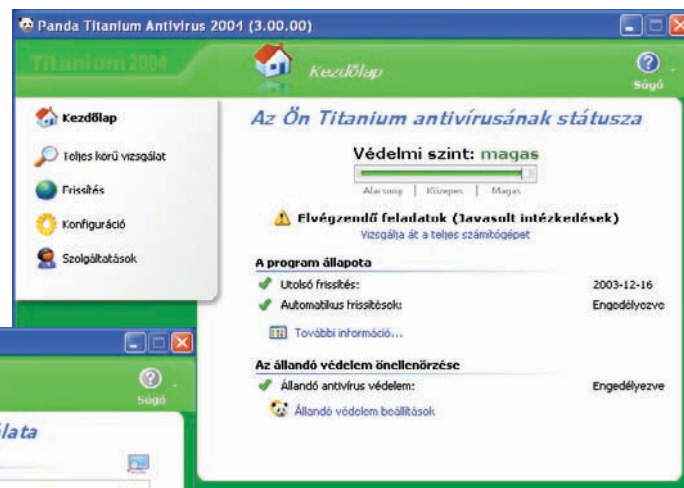 Panda Titanium Antivirus 2004 (3.00.00)
Titanium 2004
Kezdőlap
Súgó
Kezdőlap
Teljes körű vizsgálat
Frissítés
Konfiguráció
Szolgáltatások
Az Ön Titanium antivírusának státusza
Védelmi szint: magas
Alacsony | Közepes | Magas
Elvégzendő feladatok (Javasolt intézkedések)
Vizsgálja át a teljes számítógépet
A program állapota
Utolsó frissítés: 2003-12-16
Automatikus frissítések: Engedélyezve
További információ...
Az állandó védelem önellenőrzése
Állandó antivírus védelem: Engedélyezve
Állandó védelem beállítások
Súgó